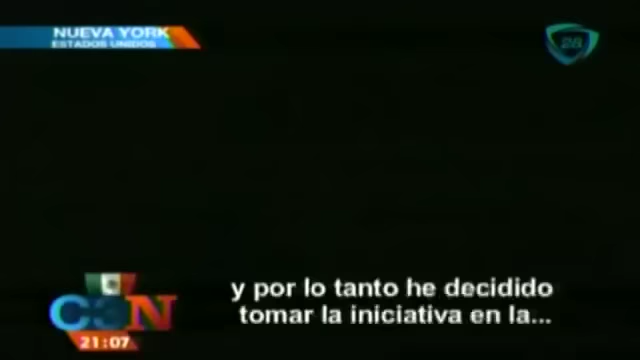 NUEVA YORK
ESTADOS UNIDOS
28
y por lo tanto he decidido
tomar la iniciativa en la...
C3N
21:07